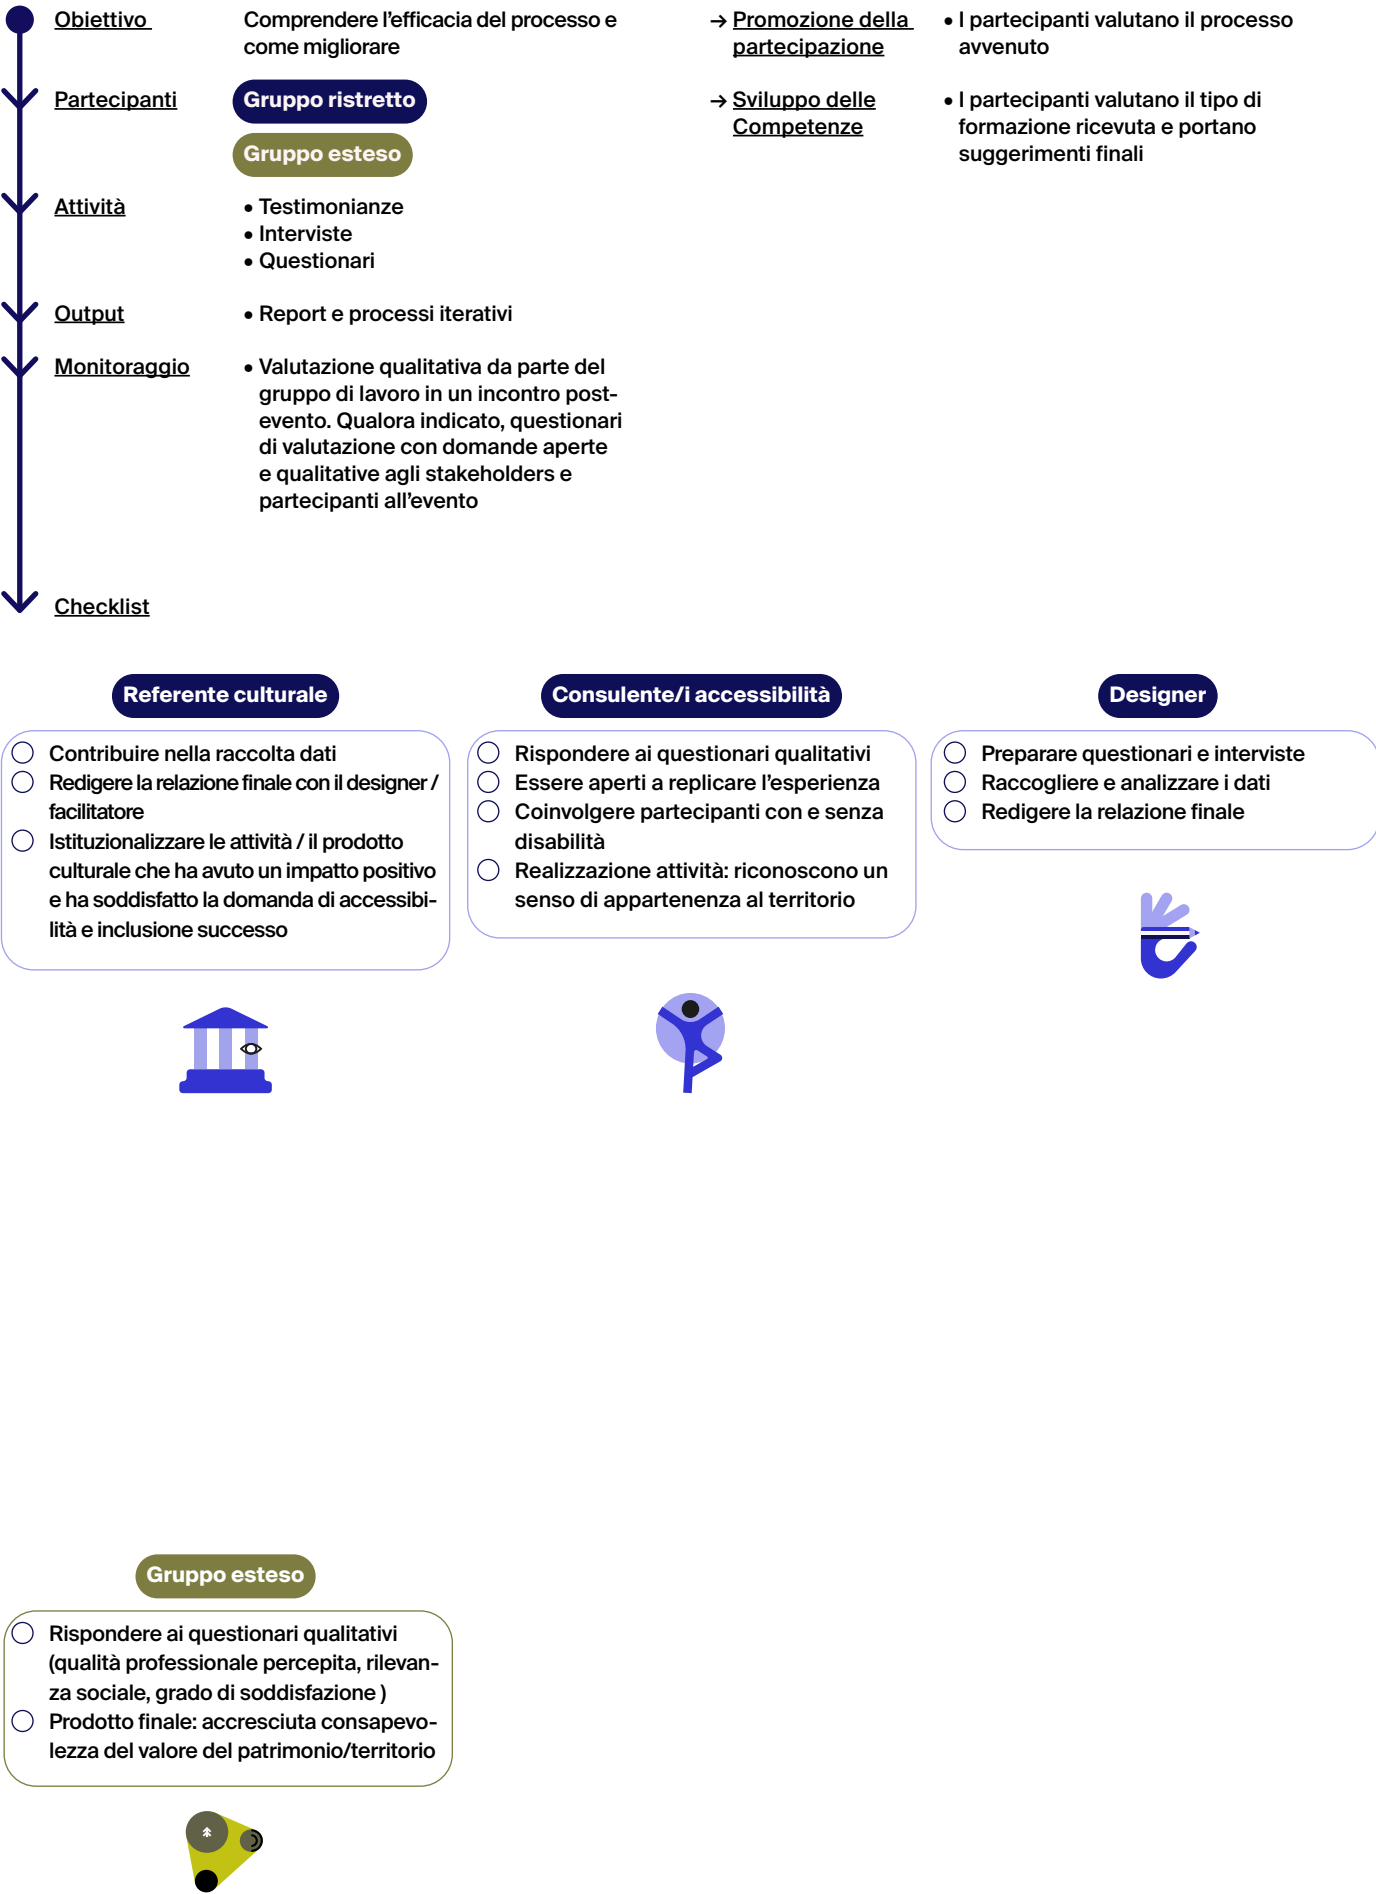 Obiettivo
Comprendere l'efficacia del processo e
come migliorare
Partecipanti
Gruppo ristretto
Gruppo esteso
Attività
• Testimonianze
• Interviste
• Questionari
Output
• Report e processi iterativi
Monitoraggio
• Valutazione qualitativa da parte del
gruppo di lavoro in un incontro post-
evento. Qualora indicato, questionari
di valutazione con domande aperte
e qualitative agli stakeholders e
partecipanti all'evento
→ Promozione della
partecipazione
• I partecipanti valutano il processo
avvenuto
→ Sviluppo delle
Competenze
• I partecipanti valutano il tipo di
formazione ricevuta e portano
suggerimenti finali
Checklist
Referente culturale
Contribuire nella raccolta dati
Redigere la relazione finale con il designer /
facilitatore
Istituzionalizzare le attività / il prodotto
culturale che ha avuto un impatto positivo
e ha soddisfatto la domanda di accessibi-
lità e inclusione successo
Consulente/i accessibilità
Rispondere ai questionari qualitativi
Essere aperti a replicare l'esperienza
Coinvolgere partecipanti con e senza
disabilità
Realizzazione attività: riconoscono un
senso di appartenenza al territorio
Designer
Preparare questionari e interviste
Raccogliere e analizzare i dati
Redigere la relazione finale
Gruppo esteso
Rispondere ai questionari qualitativi
(qualità professionale percepita, rilevan-
za sociale, grado di soddisfazione )
Prodotto finale: accresciuta consapevo-
lezza del valore del patrimonio/territorio